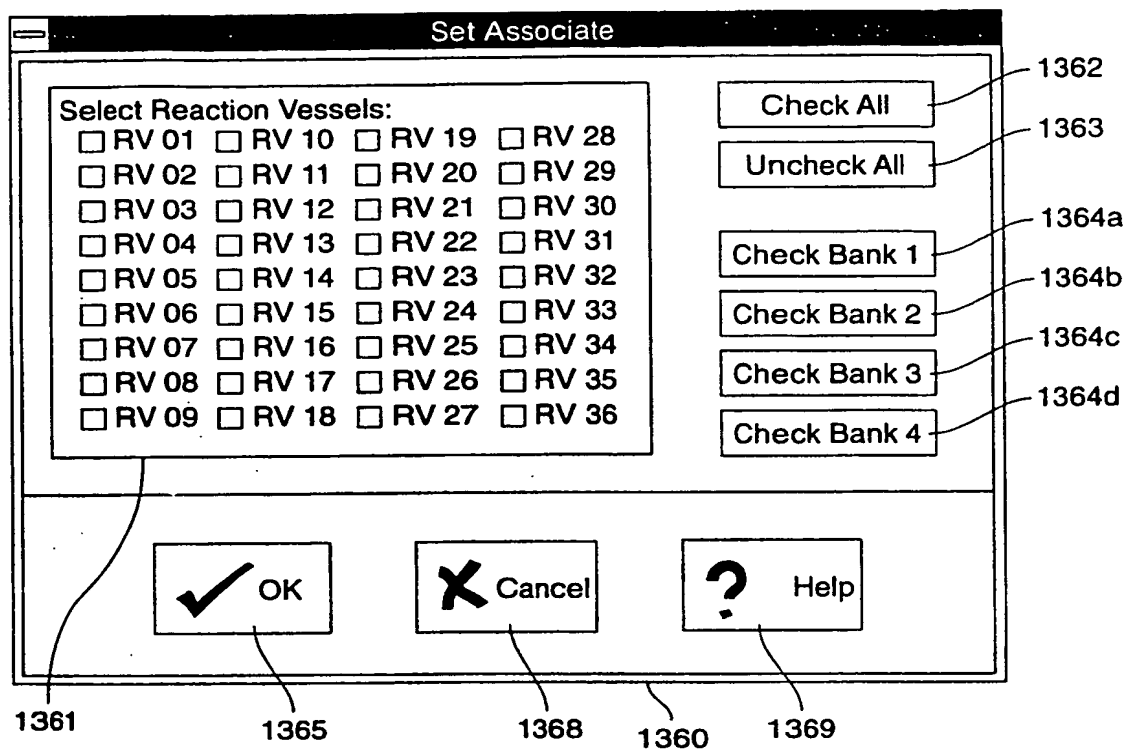 Set Associate
1362
Select Reaction Vessels:
Check All
RV 01 RV 10 RV 19 RV 28
1363
RV 02 RV 11 RV 20 RV 29
Uncheck All
RV 03 RV 12 RV 21 RV 30
1364a
RV 04 RV 13 RV 22 RV 31
Check Bank 1
RV 05 RV 14 RV 23 RV 32
1364b
RV 06 RV 15 RV 24 RV 33
Check Bank 2
RV 07 RV 16 RV 25 RV 34
1364c
RV 08 RV 17 RV 26 RV 35
Check Bank 3
1364d
RV 09 RV 18 RV 27 RV 36
Check Bank 4
OK
Cancel
? Help
1361
1365
1368
1360
1369